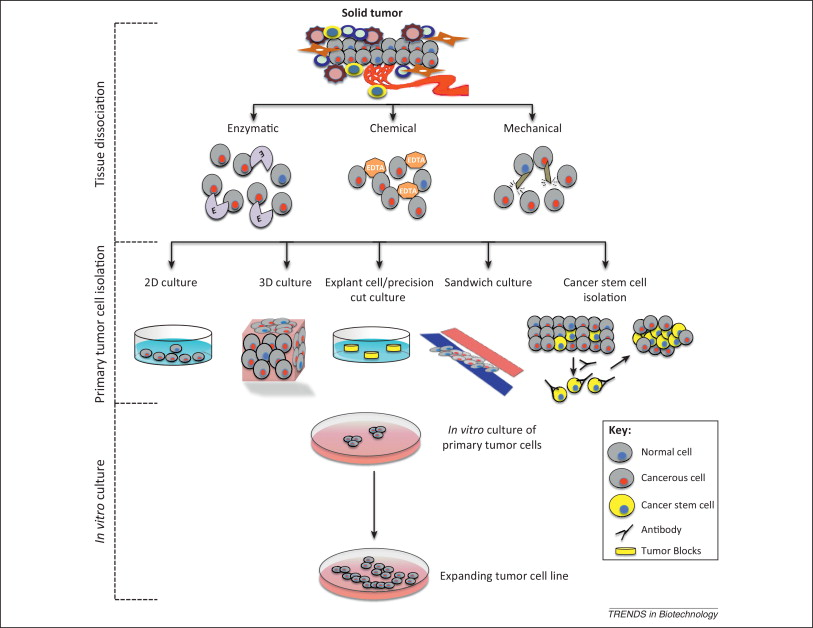 Solid tumor
Tissue dissociation
Enzymatic
Chemical
Mechanical
E
E
E
EDTA
EDTA
EDTA
Primary tumor cell isolation
2D culture
3D culture
Explant cell/precision
cut culture
Sandwich culture
Cancer stem cell
isolation
In vitro culture
In vitro culture of
primary tumor cells
Expanding tumor cell line
Key:
Normal cell
Cancerous cell
Cancer stem cell
Antibody
Tumor Blocks
TRENDS in Biotechnology